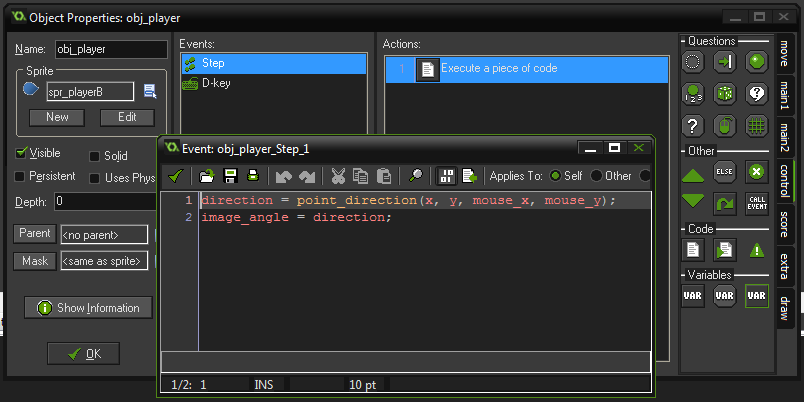 Object Properties: obj_player
Name: obj_player
Sprite
spr_playerB
New Edit
Visible Solid
Persistent Uses Phys
Depth: 0
Parent <no parent>
Mask <same as sprite>
Show Information
OK
Events:
Step
D-key
Actions:
1 Execute a piece of code
Event: obj_player_Step_1
Applies To: Self Other
1 direction = point_direction(x, y, mouse_x, mouse_y);
2 image_angle = direction;
1/2: 1 INS 10 pt
Questions
1 2 3
?
?
Other
ELSE
CALL EVENT
Code
Variables
VAR VAR VAR
move
main1
main2
control
score
extra
draw